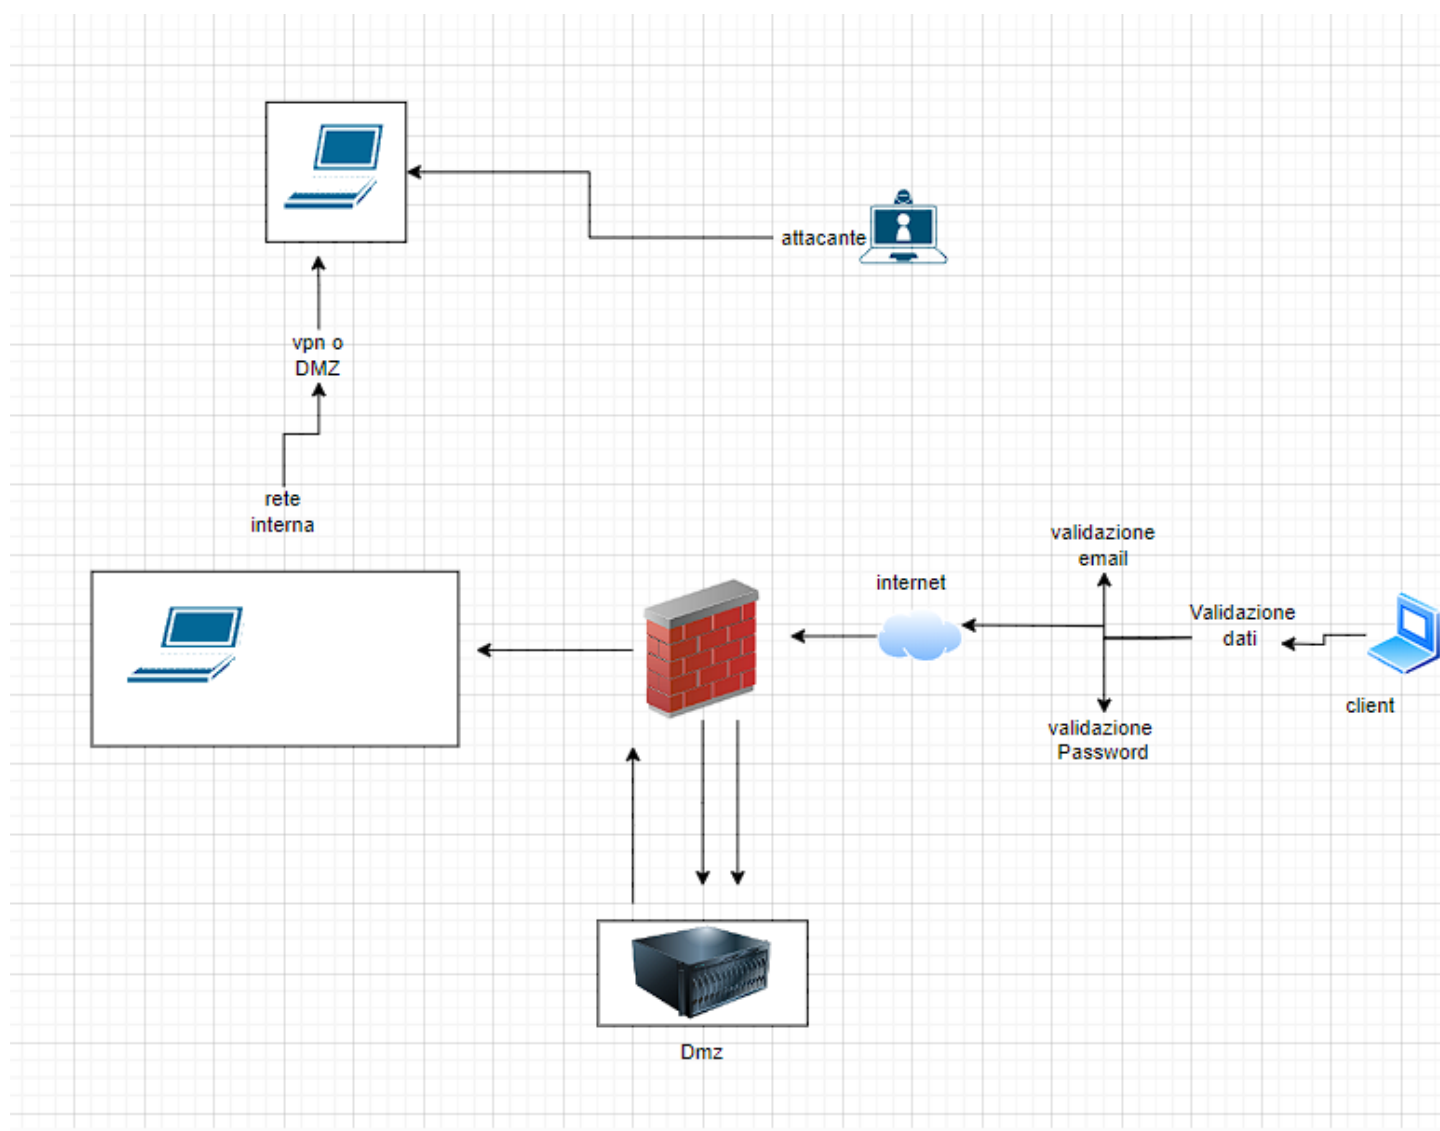 attacante
vpn o
DMZ
rete
interna
validazione
email
internet
Validazione
dati
client
validazione
Password
Dmz